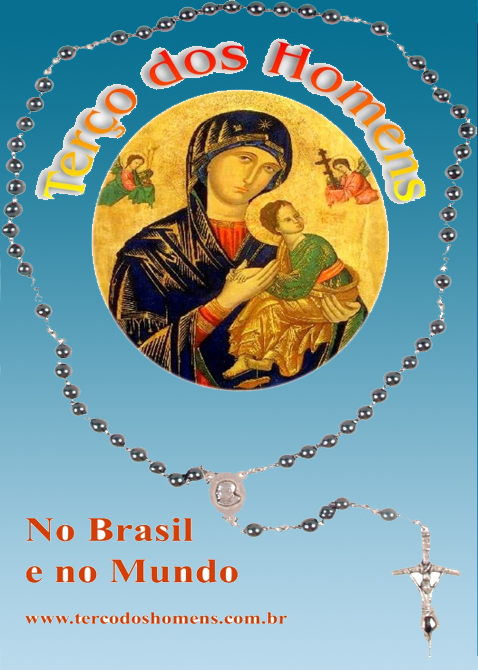 Terço dos Homens
No Brasil
e no Mundo
www.tercodoshomens.com.br